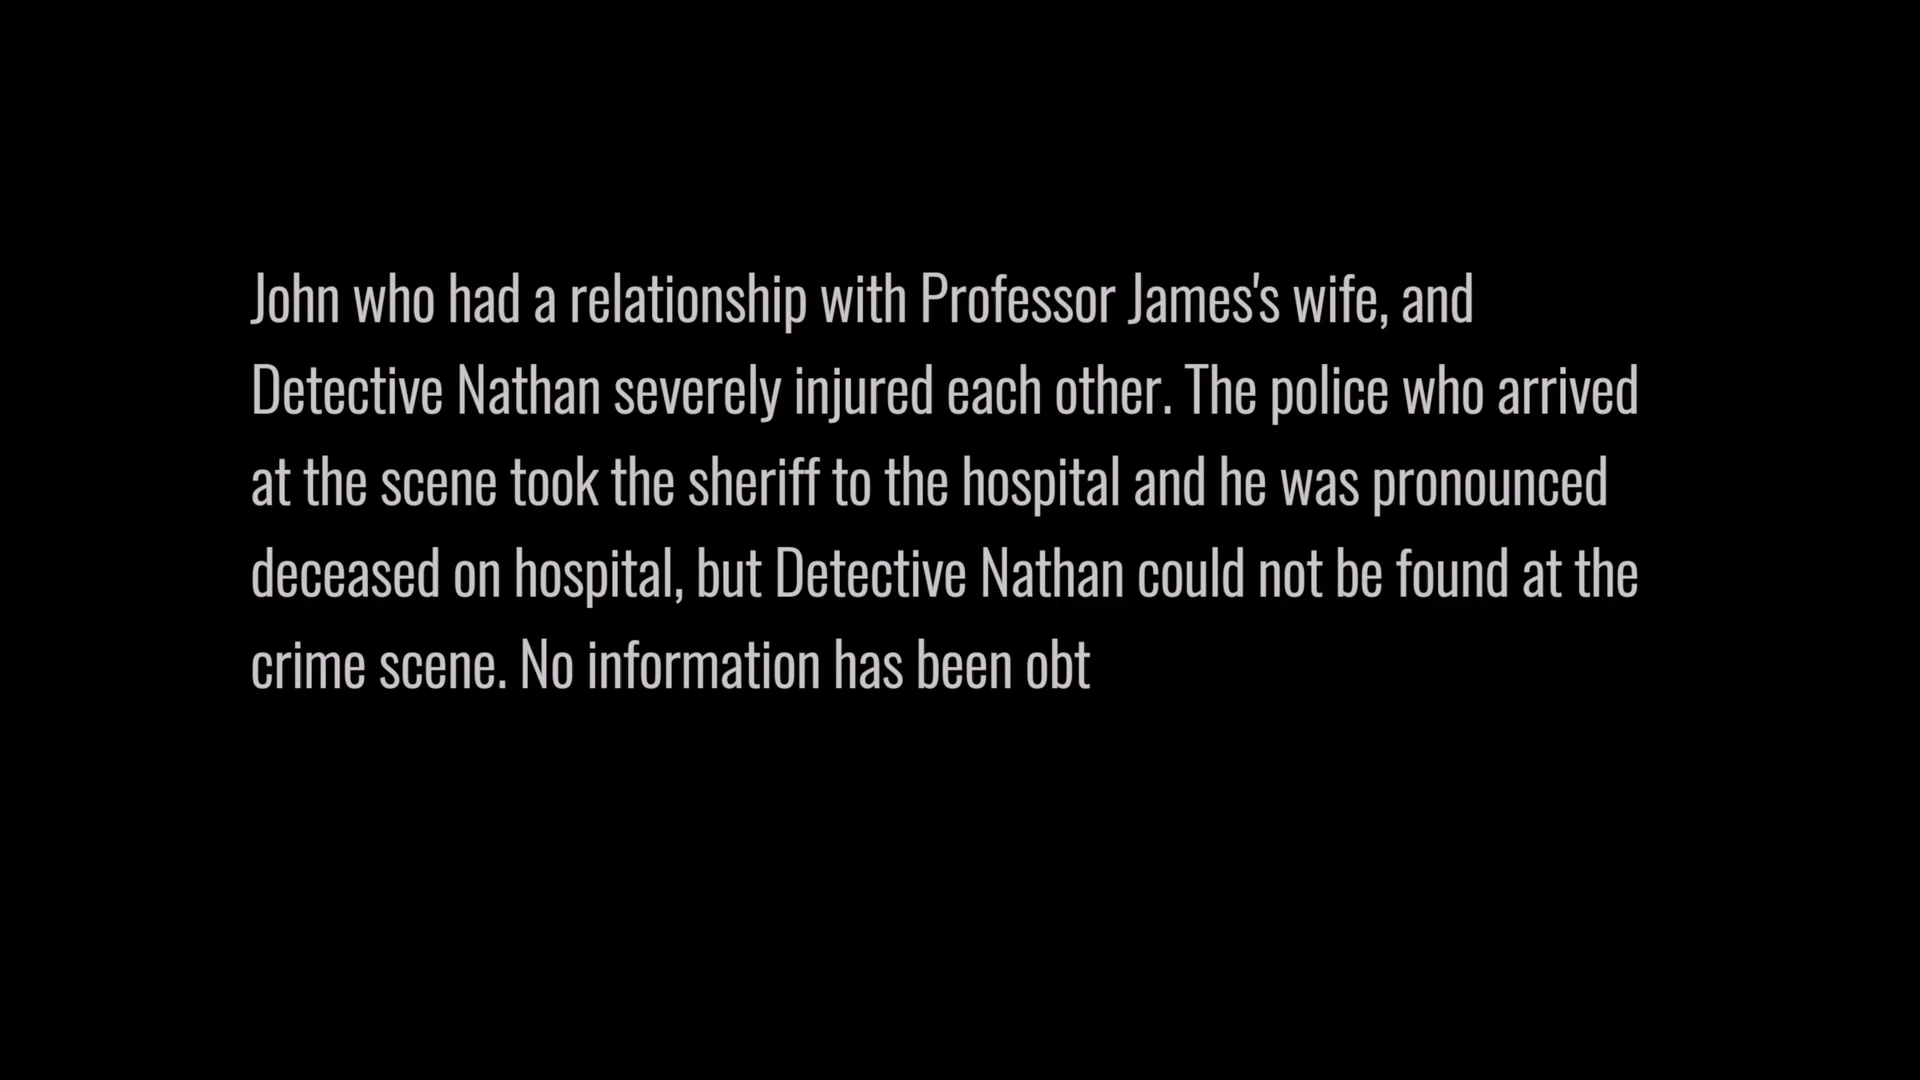 John who had a relationship with Professor James's wife, and
Detective Nathan severely injured each other. The police who arrived
at the scene took the sheriff to the hospital and he was pronounced
deceased on hospital, but Detective Nathan could not be found at the
crime scene. No information has been obt